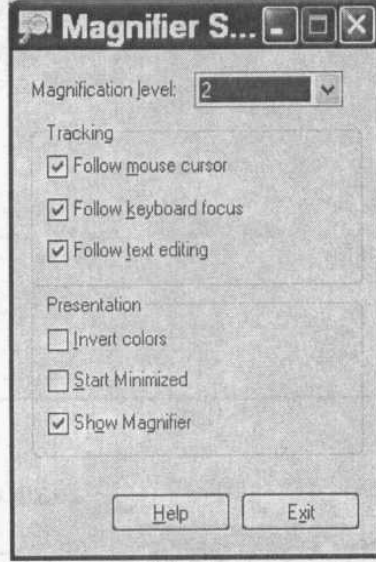 Magnifier S...
Magnification level: 2
Tracking
Follow mouse cursor
Follow keyboard focus
Follow text editing
Presentation
Invert colors
Start Minimized
Show Magnifier
Help Exit